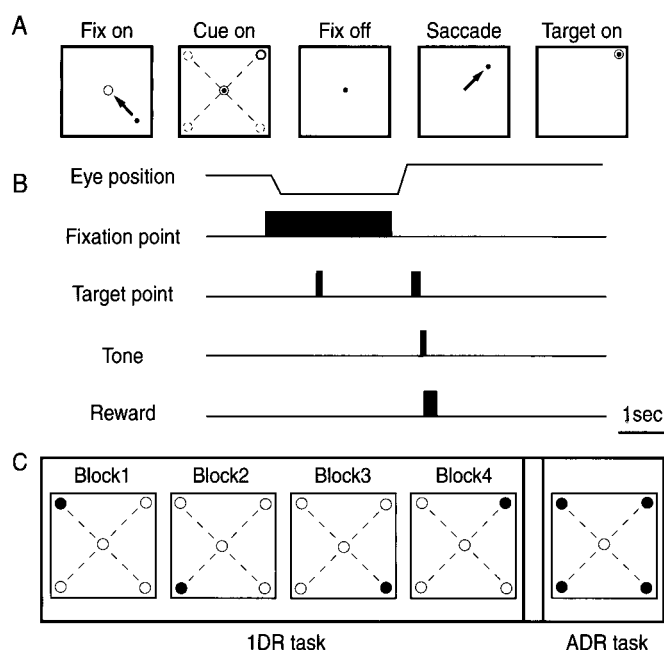 A
Fix on Cue on Fix off Saccade Target on
B
Eye position
Fixation point
Target point
Tone
Reward
1sec
C
Block1 Block2 Block3 Block4
1DR task ADR task